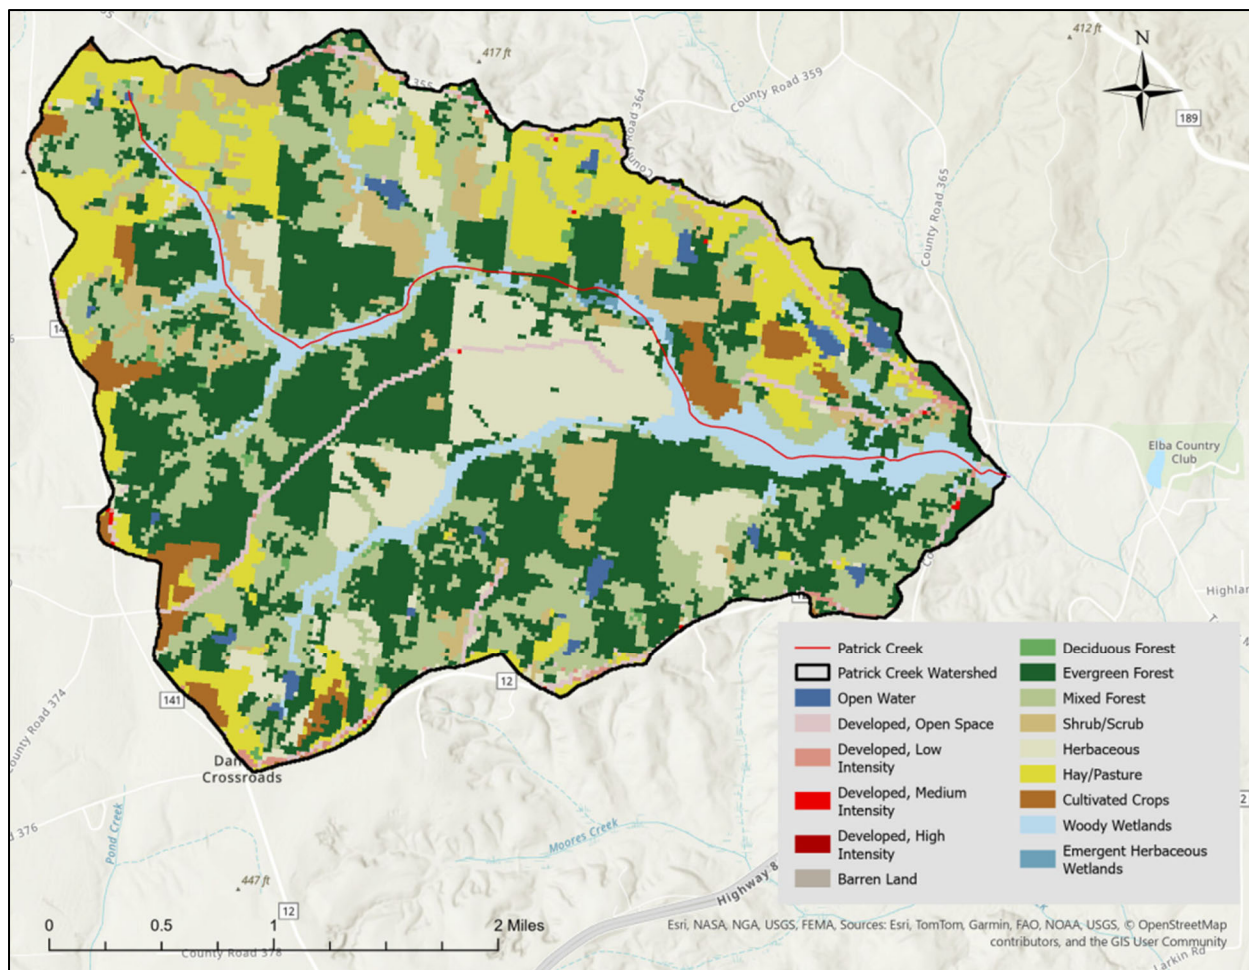 412 ft
N
417 ft
355
County Road 359
County Road 364
189
County Road 365
Elba Country
Club
Highland
12
141
County Road 374
Crossroads
376
Pond Creek
Moores Creek
447 ft
12
Highway 8
0 0.5 1 2 Miles
County Road 378
Larkin Rd
Patrick Creek
Patrick Creek Watershed
Open Water
Developed, Open Space
Developed, Low
Intensity
Developed, Medium
Intensity
Developed, High
Intensity
Barren Land
Deciduous Forest
Evergreen Forest
Mixed Forest
Shrub/Scrub
Herbaceous
Hay/Pasture
Cultivated Crops
Woody Wetlands
Emergent Herbaceous
Wetlands
Esri, NASA, NGA, USGS, FEMA, Sources: Esri, TomTom, Garmin, FAO, NOAA, USGS, © OpenStreetMap
contributors, and the GIS User Community